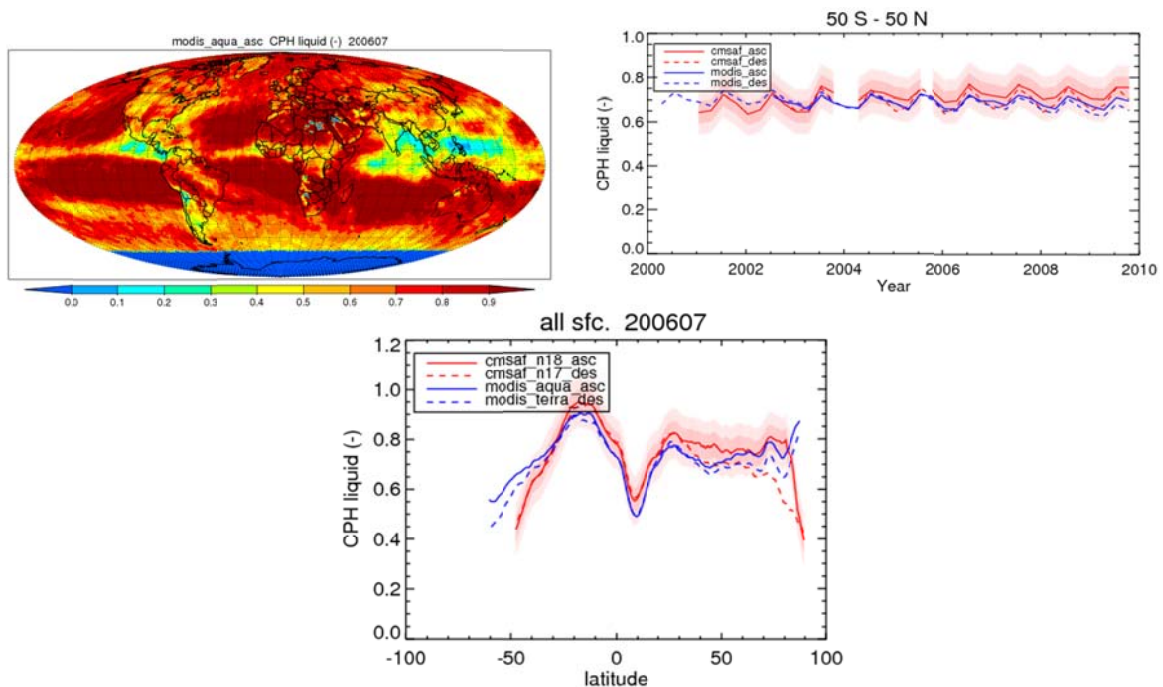 modis_aqua_asc CPH liquid (-) 200607
0.0 0.1 0.2 0.3 0.4 0.5 0.6 0.7 0.8 0.9
50 S - 50 N
1.0
cmsaf_asc
cmsaf_des
modis_asc
modis_des
0.8
0.6
0.4
0.2
0.0
CPH liquid (-)
2000 2002 2004 2006 2008 2010
Year
all sfc. 200607
1.2
cmsaf_n18_asc
cmsaf_n17_des
modis_aqua_asc
modis_terra_des
1.0
0.8
0.6
0.4
0.2
0.0
CPH liquid (-)
-100 -50 0 50 100
latitude